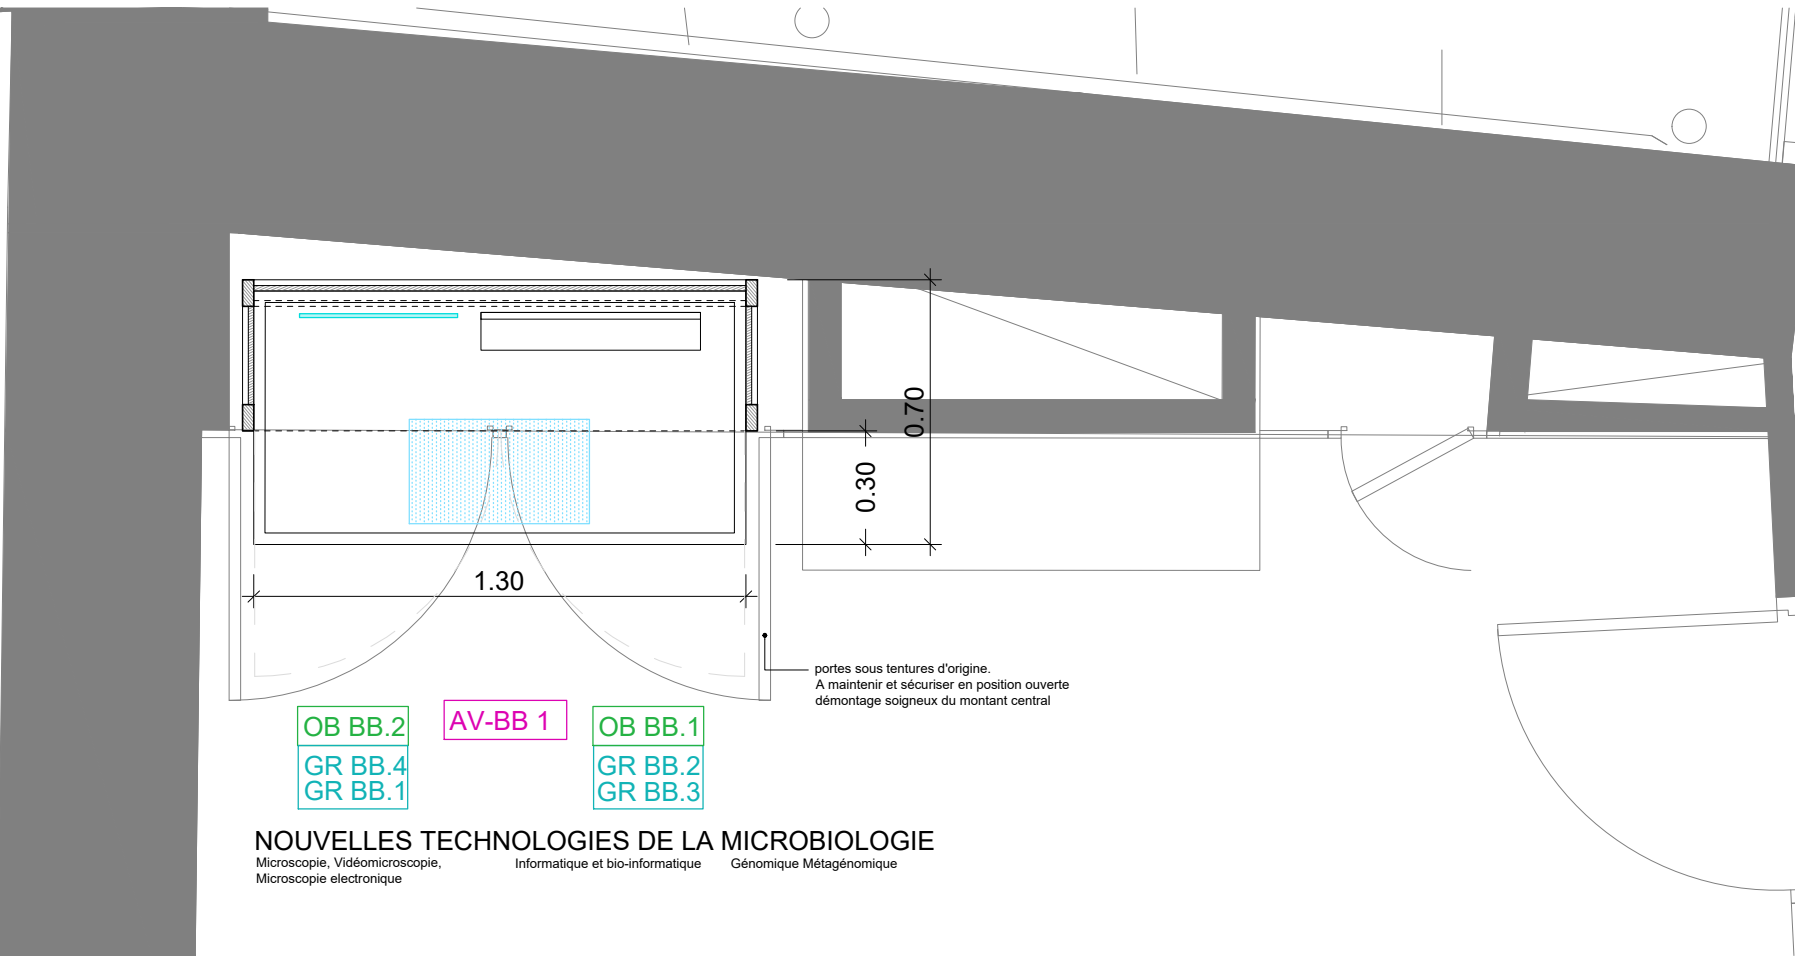 0.70
0.30
1.30
portes sous tentures d'origine.
A maintenir et sécuriser en position ouverte
démontage soigneux du montant central
OB BB.2
AV-BB 1
OB BB.1
GR BB.4
GR BB.1
GR BB.2
GR BB.3
NOUVELLES TECHNOLOGIES DE LA MICROBIOLOGIE
Microscopie, Vidéomicroscopie,
Microscopie electronique
Informatique et bio-informatique
Génomique Métagénomique